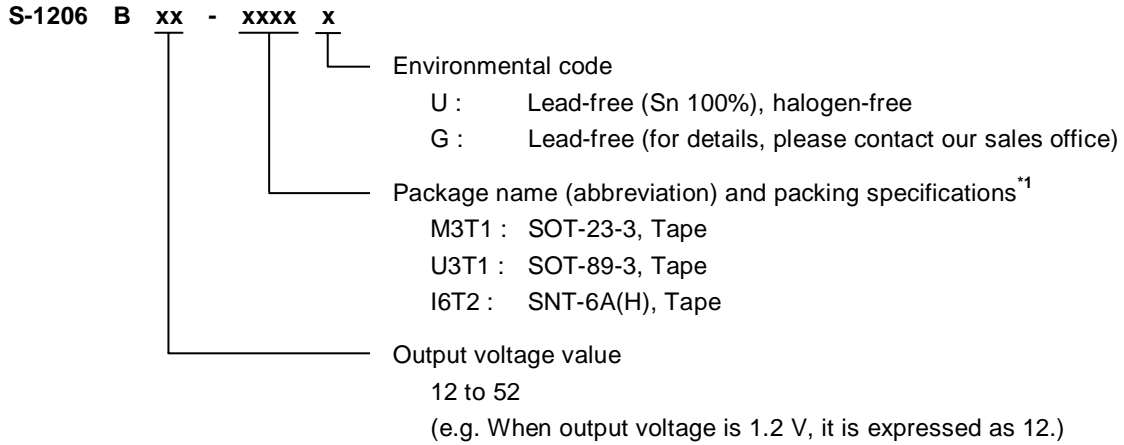 S-1206 B xx - xxxx x
Environmental code
U : Lead-free (Sn 100%), halogen-free
G : Lead-free (for details, please contact our sales office)
Package name (abbreviation) and packing specifications*1
M3T1 : SOT-23-3, Tape
U3T1 : SOT-89-3, Tape
I6T2 : SNT-6A(H), Tape
Output voltage value
12 to 52
(e.g. When output voltage is 1.2 V, it is expressed as 12.)